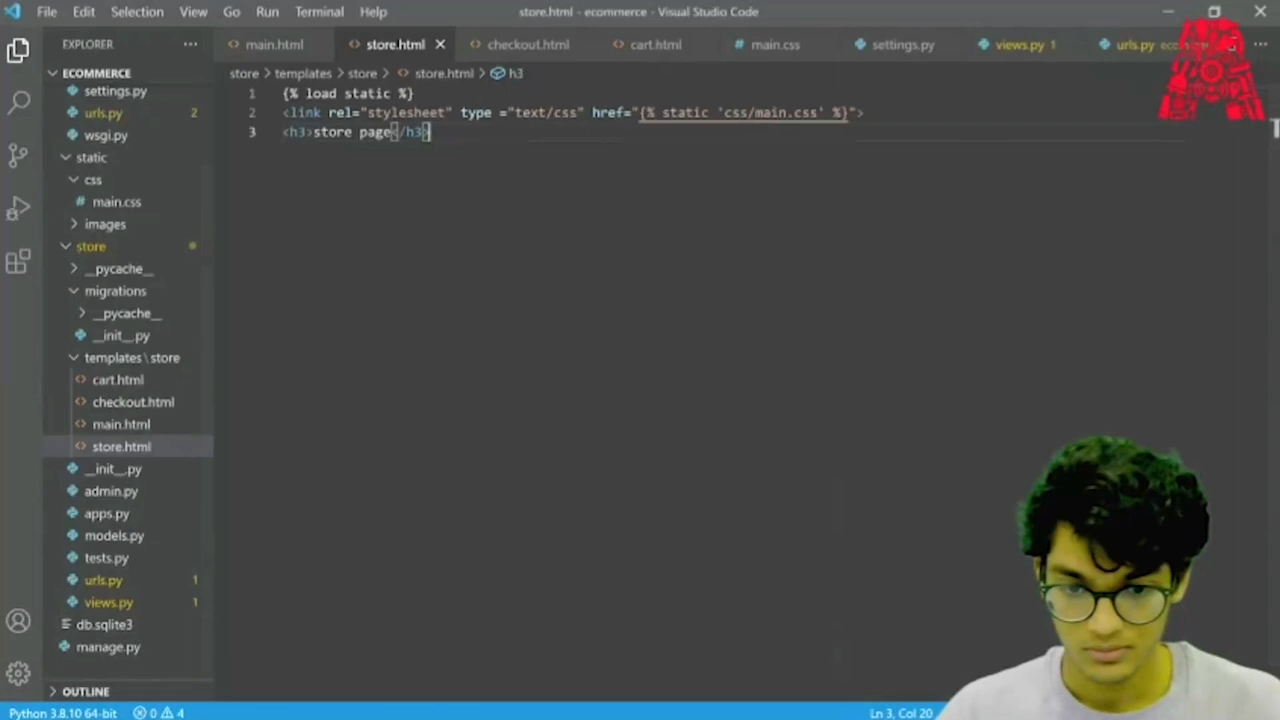 File Edit Selection View Go Run Terminal Help store.html - ecommerce - Visual Studio Code
EXPLORER
main.html store.html checkout.html cart.html main.css settings.py views.py 1 urls.py
ECOMMERCE
settings.py
urls.py 2
wsgi.py
static
css
main.css
images
store
__pycache__
migrations
__pycache__
__init__.py
templates\store
cart.html
checkout.html
main.html
store.html
__init__.py
admin.py
apps.py
models.py
tests.py
urls.py 1
views.py 1
db.sqlite3
manage.py
OUTLINE
store > templates > store > store.html > h3
1 {% load static %}
2 <link rel="stylesheet" type ="text/css" href="{% static 'css/main.css' %}">
3 <h3>store page</h3>
Python 3.8.10 64-bit 0 4 Ln 3, Col 20